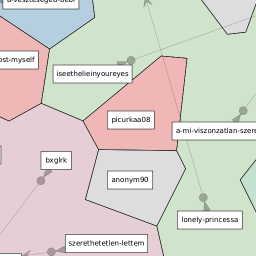 ost-myself
iseethelieinyoureyes
picurkaa08
a-mi-viszonzatlan-szere
bxglrk
anonym90
lonely-princessa
szerethetetlen-lettem